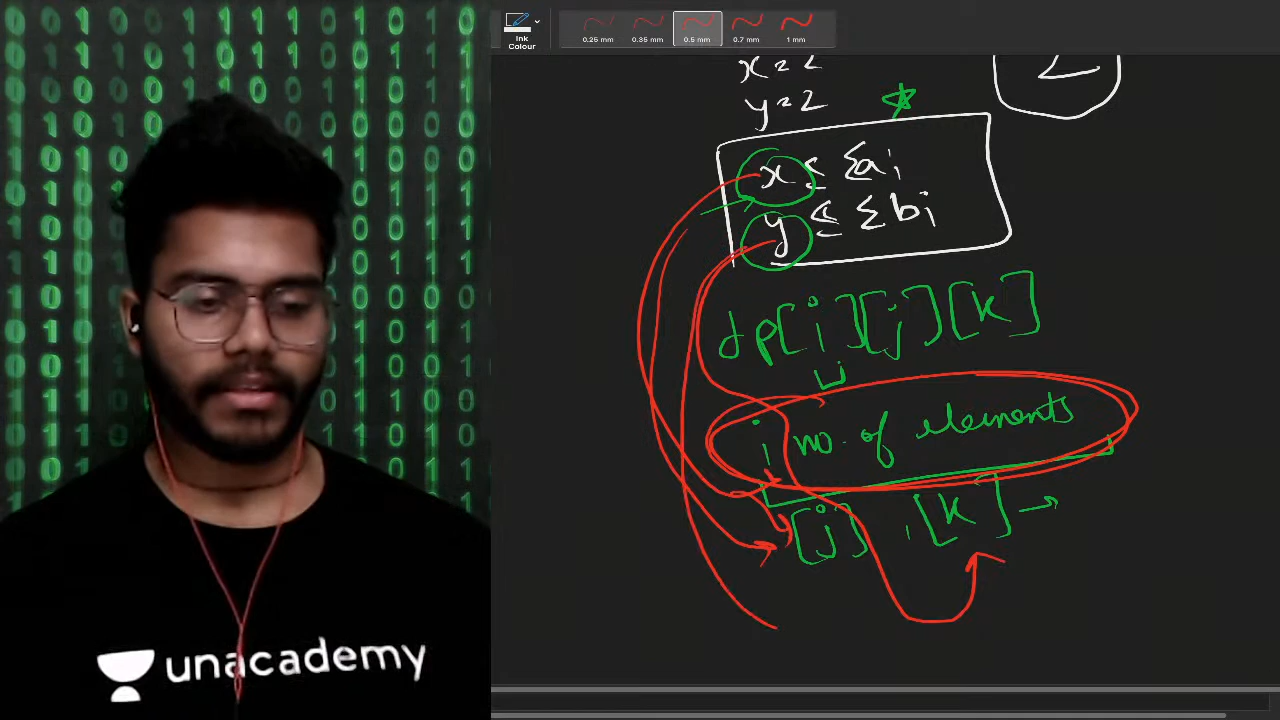 Ink
Colour
0.25 mm
0.35 mm
0.5 mm
0.7 mm
1 mm
x = 2
y = 2
2
x ≤ Σai
y ≤ Σbi
dp[i][j][k]
i no. of elements
[j] , [k] →
unacademy